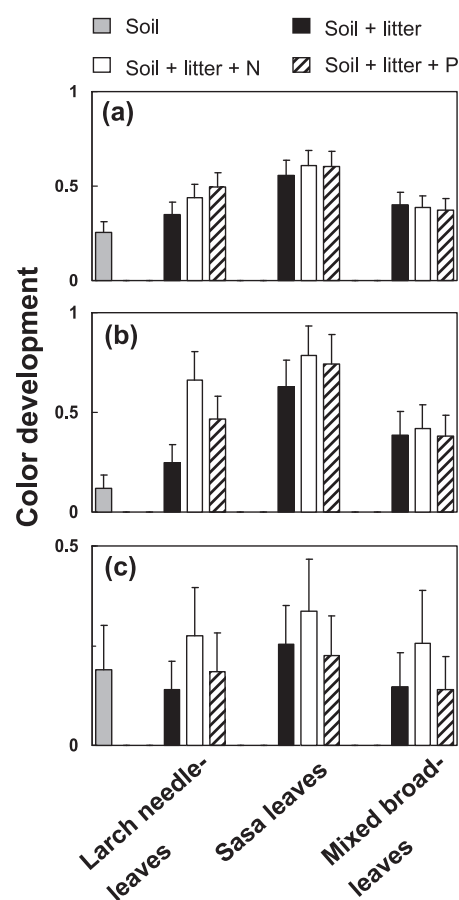 Soil
Soil + litter
Soil + litter + N
Soil + litter + P
Color development
1
(a)
0.5
0
1
(b)
0.5
0
0.5
(c)
0
Larch needle-
leaves
Sasa leaves
Mixed broad-
leaves